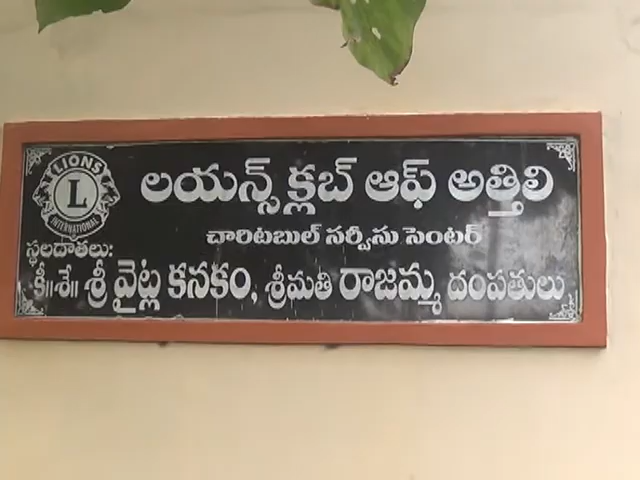 LIONS
L
INTERNATIONAL
లయన్స్ క్లబ్ ఆఫ్ అత్తిలి
చారిటబుల్ సర్వీసు సెంటర్
స్థలదాతలు:
కీ॥శే॥ శ్రీ వైట్ల కనకం, శ్రీమతి రాజమ్మ దంపతులు